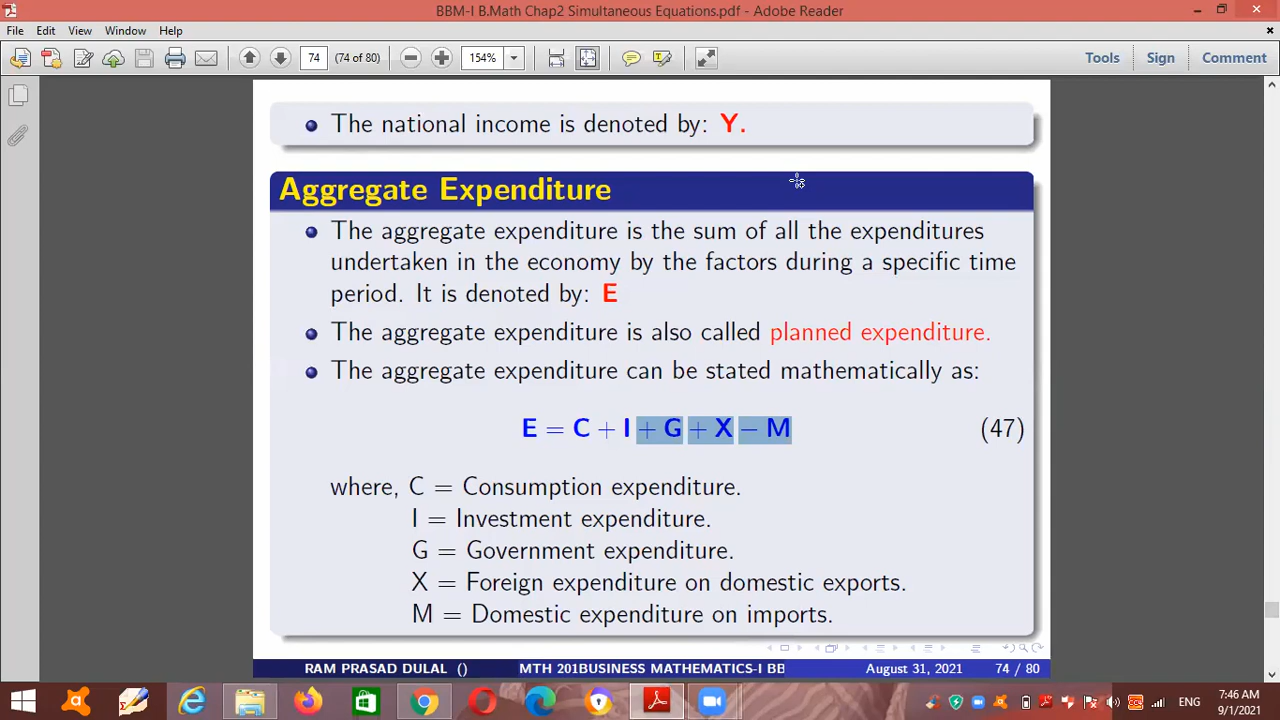 BBM-I B.Math Chap2 Simultaneous Equations.pdf - Adobe Reader
File Edit View Window Help
74 (74 of 80) 154% Tools Sign Comment
The national income is denoted by: Y.
Aggregate Expenditure
The aggregate expenditure is the sum of all the expenditures
undertaken in the economy by the factors during a specific time
period. It is denoted by: E
The aggregate expenditure is also called planned expenditure.
The aggregate expenditure can be stated mathematically as:
E = C + I + G + X − M (47)
where, C = Consumption expenditure.
I = Investment expenditure.
G = Government expenditure.
X = Foreign expenditure on domestic exports.
M = Domestic expenditure on imports.
RAM PRASAD DULAL () MTH 201BUSINESS MATHEMATICS-I BB August 31, 2021 74 / 80
ENG 7:46 AM
9/1/2021